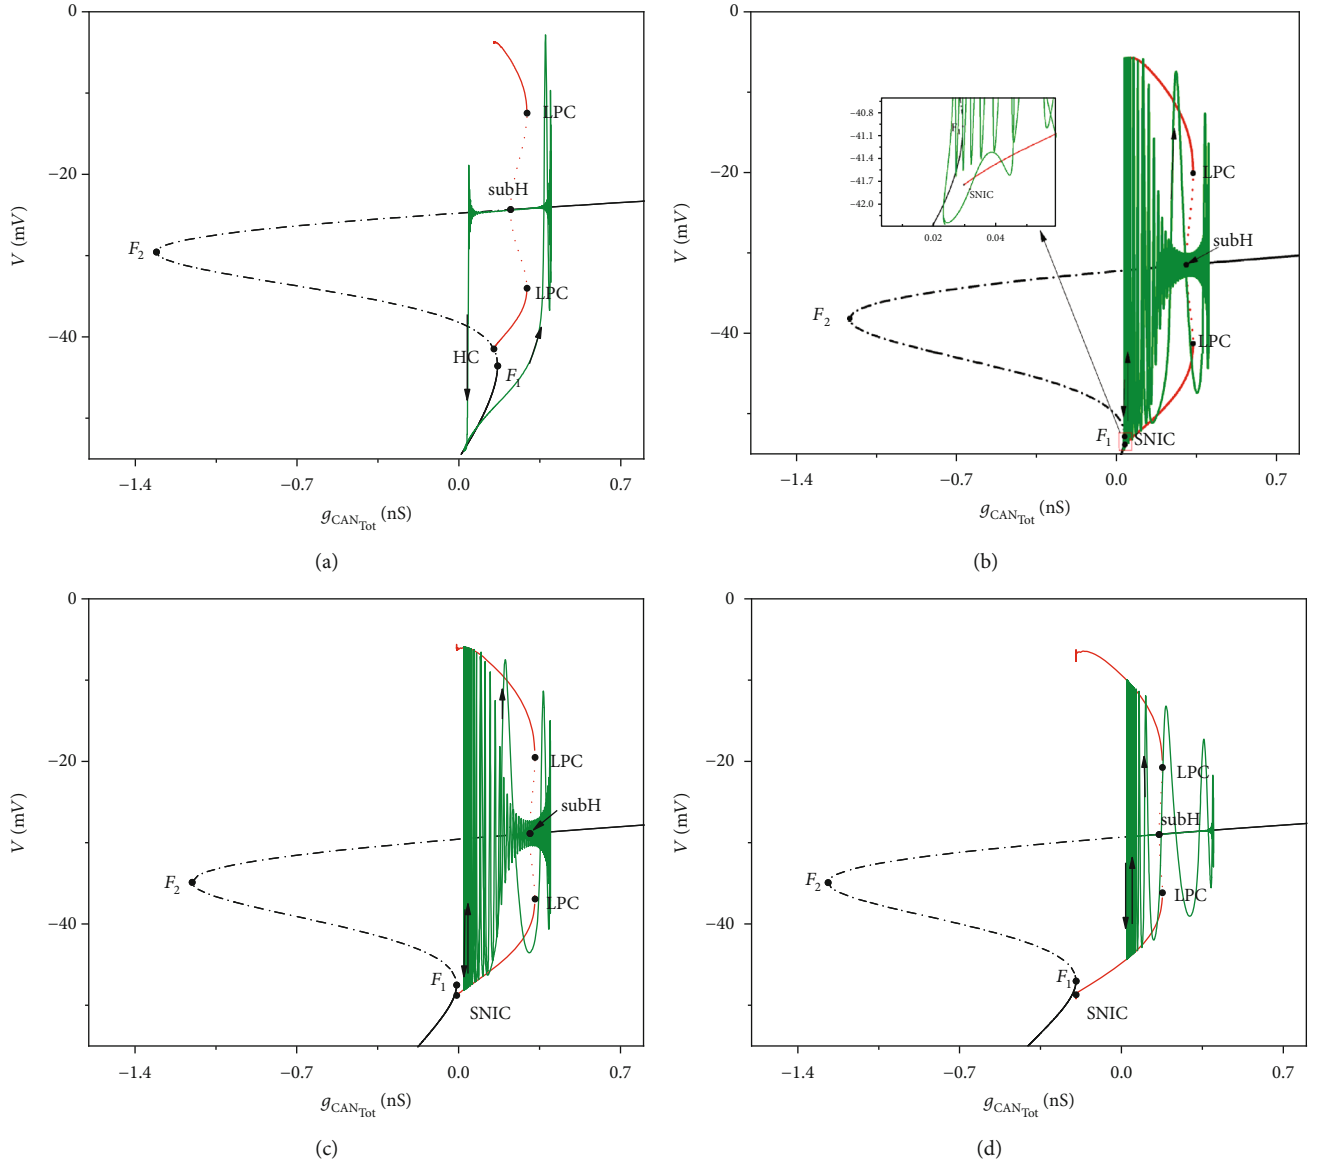 0
−20
−40
V (mV)
LPC
subH
F2
LPC
HC
F1
−1.4
−0.7
0.0
0.7
gCANTot (nS)
(a)
0
−20
−40
V (mV)
−40.8
−41.1
−41.4
−41.7
−42.0
F1
SNIC
0.02
0.04
LPC
subH
F2
LPC
F1
SNIC
−1.4
−0.7
0.0
0.7
gCANTot (nS)
(b)
0
−20
−40
V (mV)
LPC
subH
F2
LPC
F1
SNIC
−1.4
−0.7
0.0
0.7
gCANTot (nS)
(c)
0
−20
−40
V (mV)
LPC
subH
F2
LPC
F1
SNIC
−1.4
−0.7
0.0
0.7
gCANTot (nS)
(d)